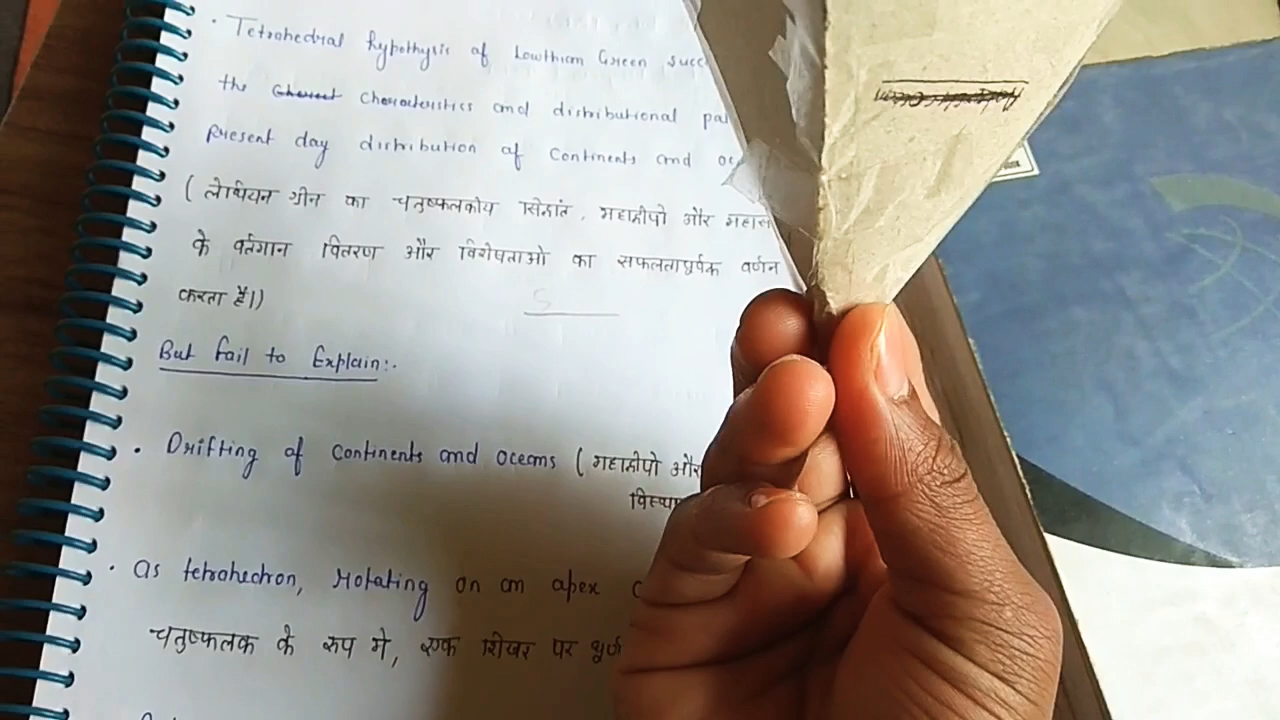 • Tetrahedral hypothysis of Lowthian Green succ
the Characteristics and distributional pa
Present day distribution of Continents and oc
( लोथियन ग्रीन का चतुष्फलकीय सिद्धांत, महाद्वीपो और महास
के वर्तमान वितरण और विशेषताओ का सफलतापूर्वक वर्णन
करता है।)
But fail to Explain:-
• Drifting of Continents and Oceans ( महाद्वीपो और
विस्थाप
• as tetrahedron, rotating on an apex c
चतुष्फलक के रूप मे, एक शिखर पर घूर्ण